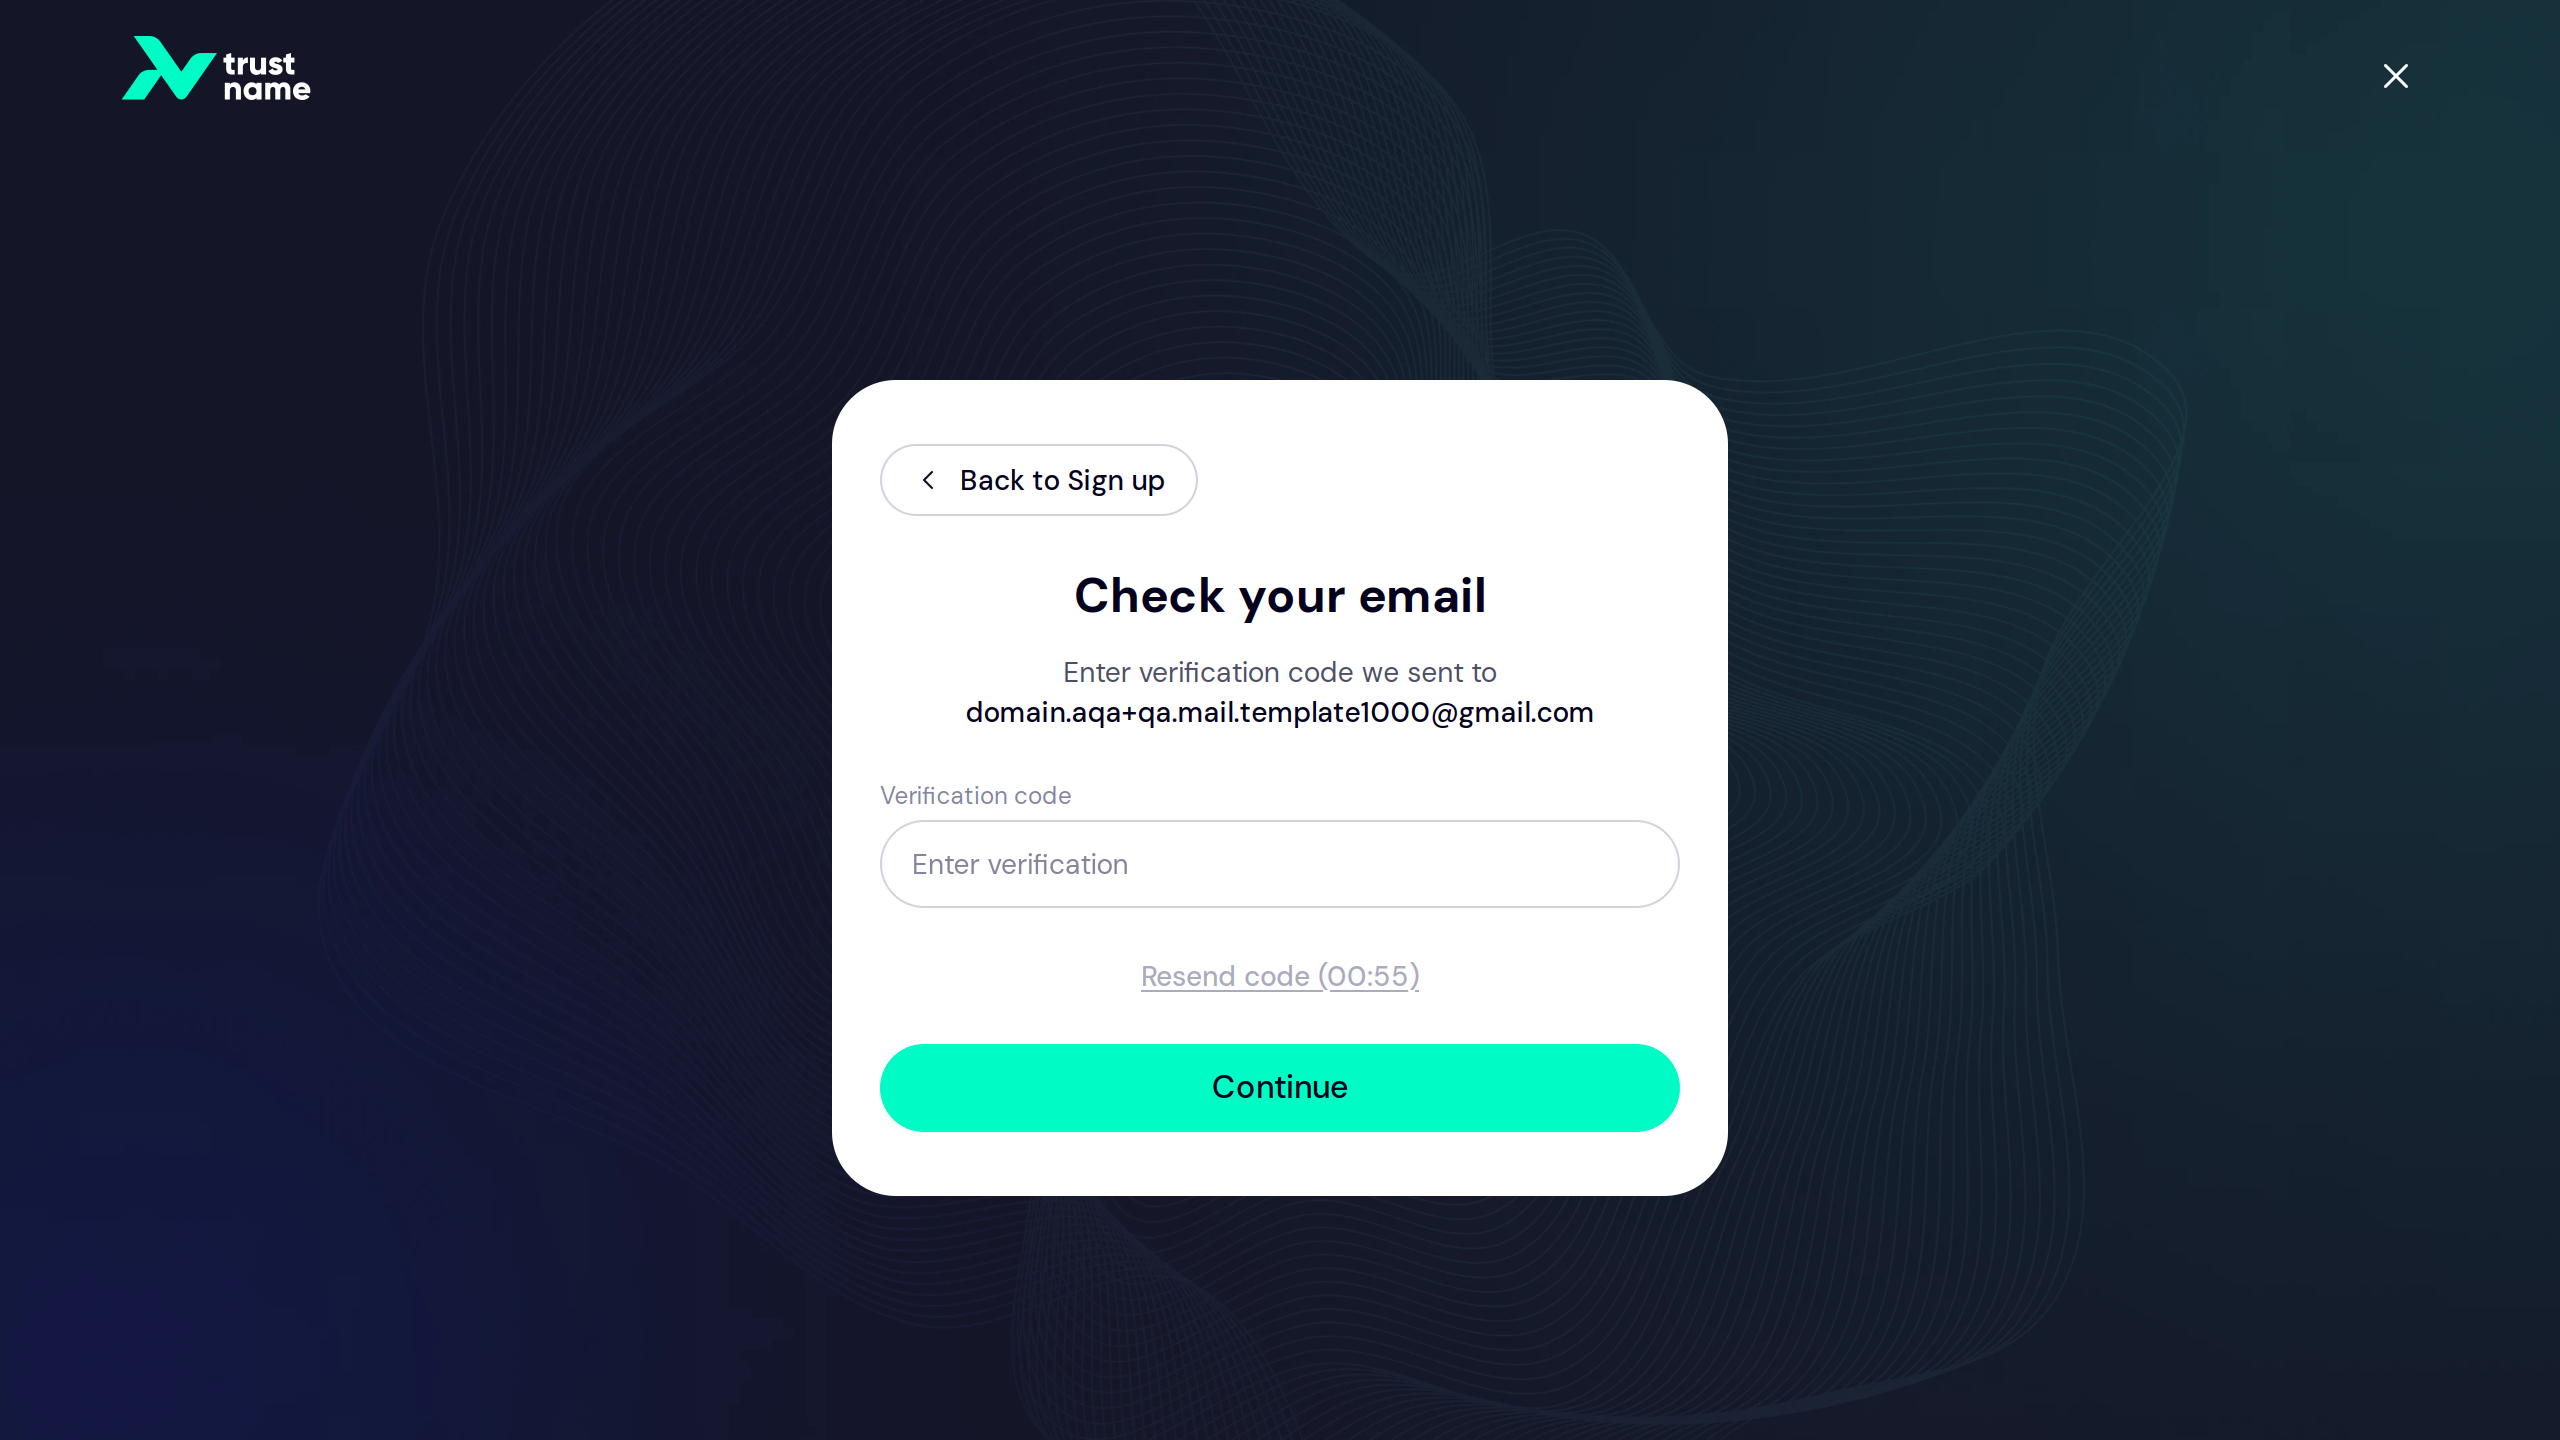 trust
name
Back to Sign up
Check your email
Enter verification code we sent to
domain.aqa+qa.mail.template1000@gmail.com
Verification code
Enter verification
Resend code (00:55)
Continue